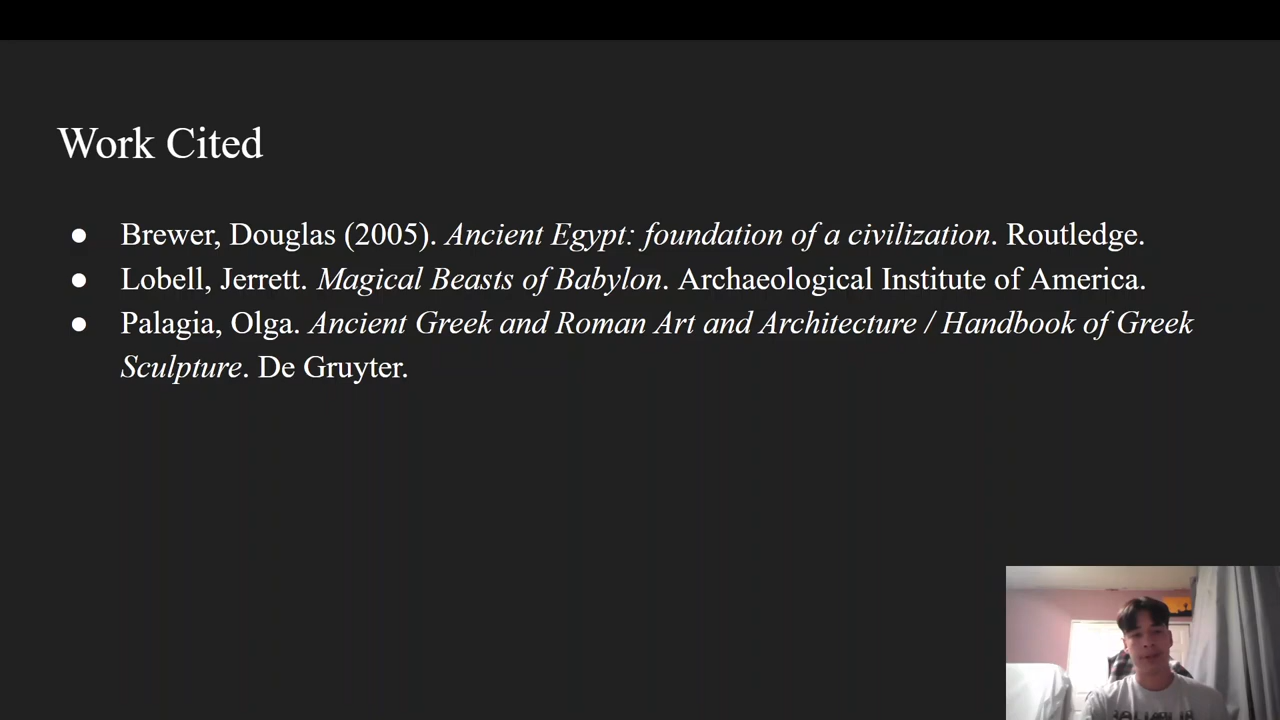 Work Cited
● Brewer, Douglas (2005). Ancient Egypt: foundation of a civilization. Routledge.
● Lobell, Jerrett. Magical Beasts of Babylon. Archaeological Institute of America.
● Palagia, Olga. Ancient Greek and Roman Art and Architecture / Handbook of Greek
Sculpture. De Gruyter.